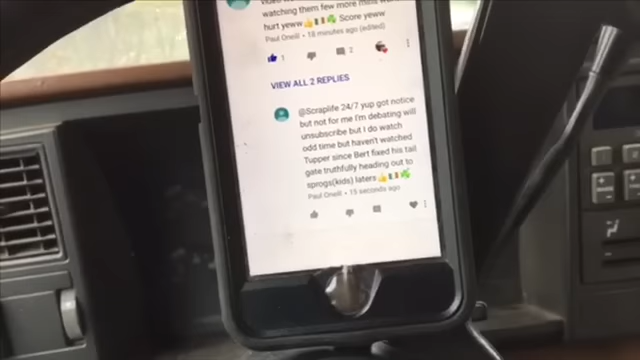 watching them few more mins
hurt yeww👍🇮🇪☘️ Score yeww
Paul Oneill • 18 minutes ago (edited)
1
2
VIEW ALL 2 REPLIES
@Scraplife 24/7 yup got notice
but not for me I'm debating will
unsubscribe but I do watch
odd time but haven't watched
Tupper since Bert fixed his tail
gate truthfully heading out to
sprogs(kids) laters👍🇮🇪☘️
Paul Oneill • 15 seconds ago